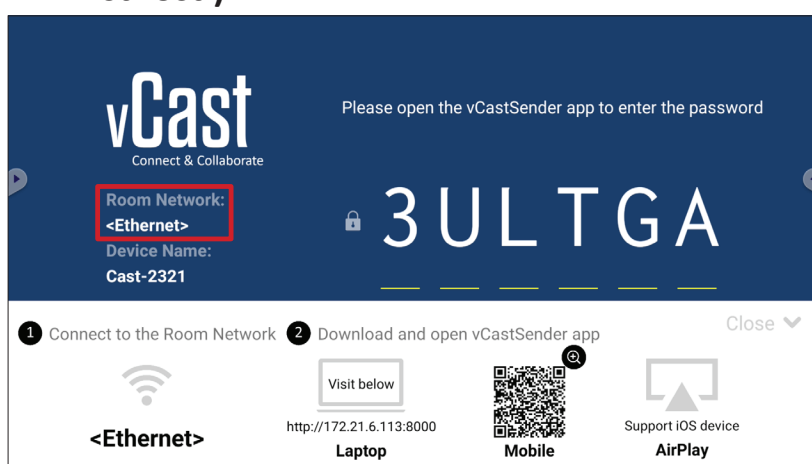 vCast
Connect & Collaborate
Please open the vCastSender app to enter the password
Room Network:
<Ethernet>
Device Name:
Cast-2321
3ULTGA
1 Connect to the Room Network
2 Download and open vCastSender app
Close
<Ethernet>
Visit below
http://172.21.6.113:8000
Laptop
Mobile
Support iOS device
AirPlay